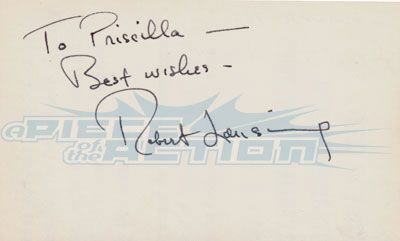 To Priscilla —
Best wishes -
Robert Lansing
A PIECE
of the
ACTION